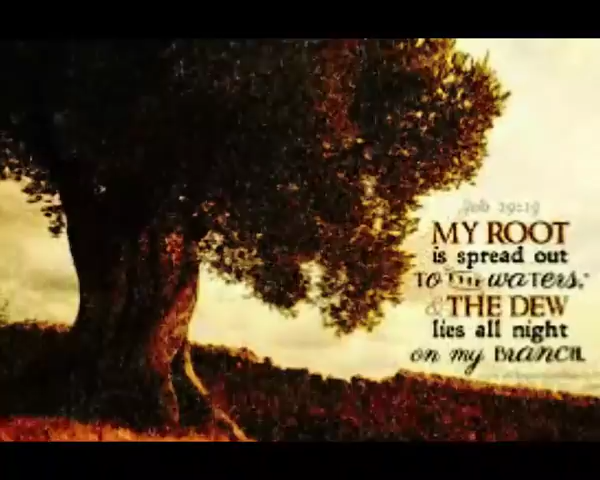 Job 29:19
MY ROOT
is spread out
TO THE WATERS,
& THE DEW
lies all night
on my BRANCH.